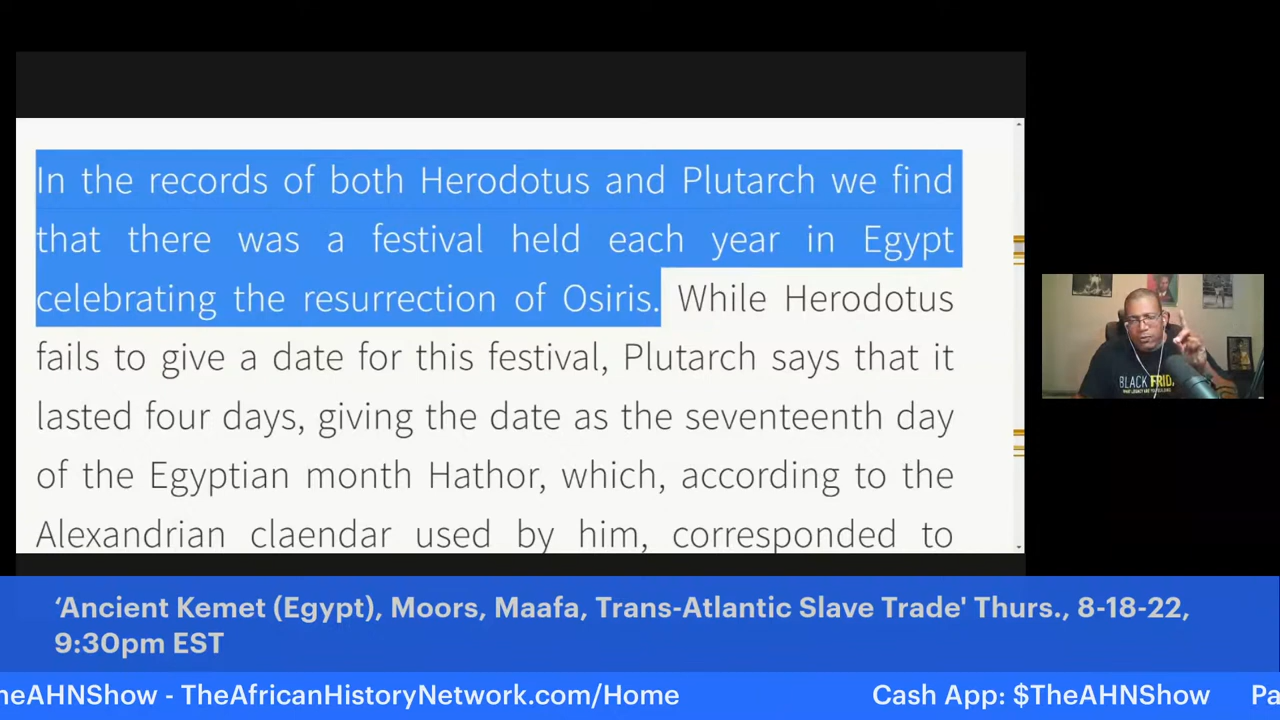 In the records of both Herodotus and Plutarch we find
that there was a festival held each year in Egypt
celebrating the resurrection of Osiris. While Herodotus
fails to give a date for this festival, Plutarch says that it
lasted four days, giving the date as the seventeenth day
of the Egyptian month Hathor, which, according to the
Alexandrian claendar used by him, corresponded to
BLACK FRID
‘Ancient Kemet (Egypt), Moors, Maafa, Trans-Atlantic Slave Trade' Thurs., 8-18-22,
9:30pm EST
heAHNShow - TheAfricanHistoryNetwork.com/Home Cash App: $TheAHNShow Pa